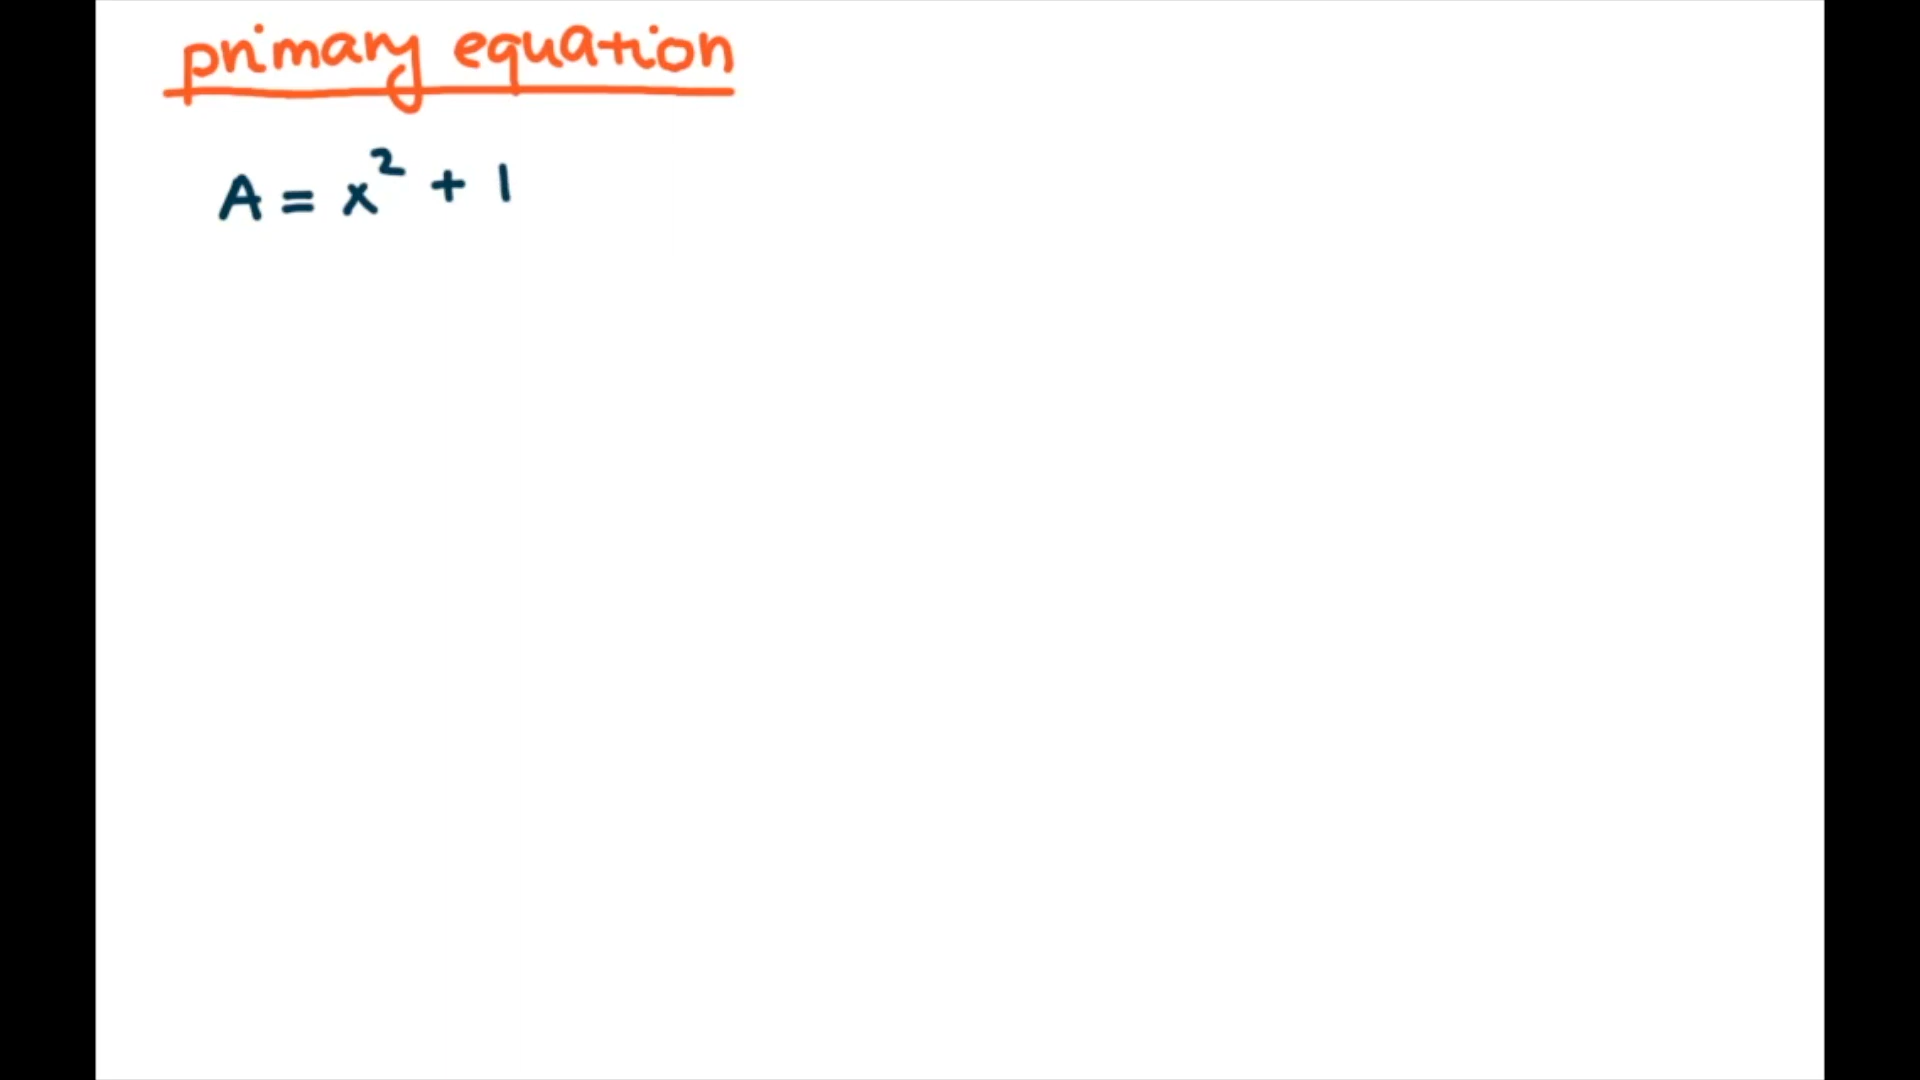 primary equation
A = x² + 1